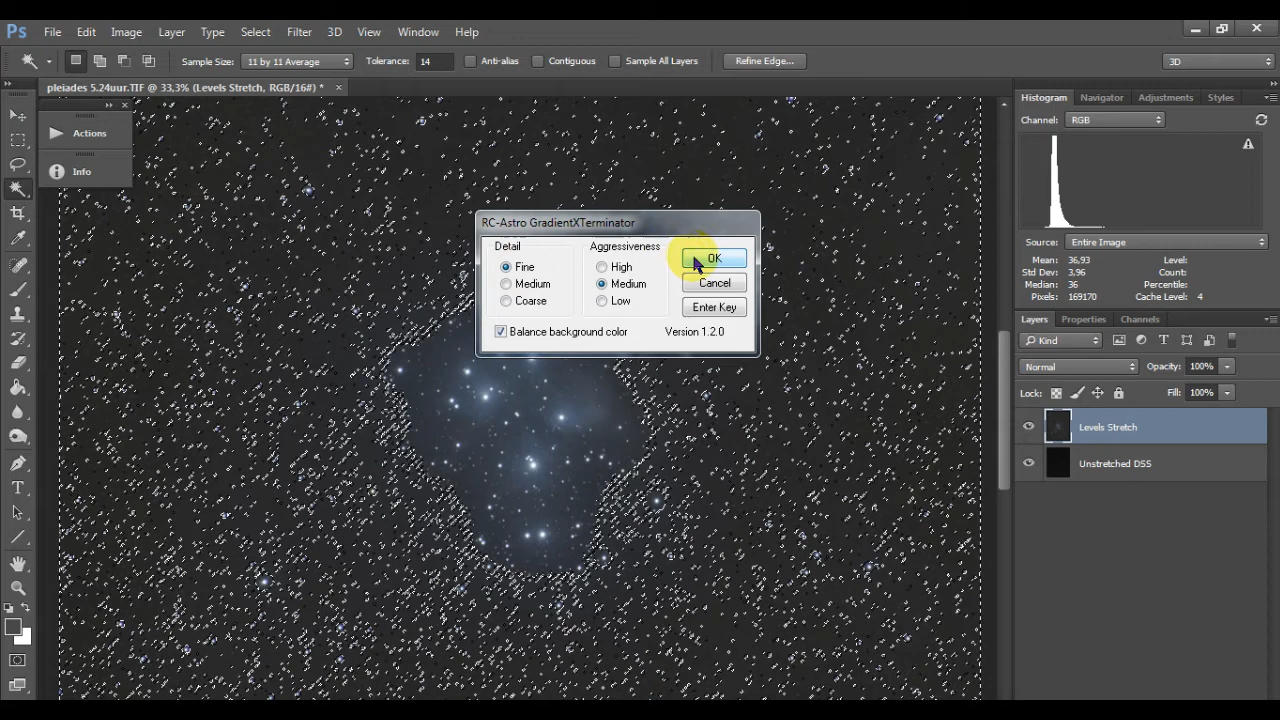 Ps File Edit Image Layer Type Select Filter 3D View Window Help
Sample Size: 11 by 11 Average Tolerance: 14 Anti-alias Contiguous Sample All Layers Refine Edge... 3D
pleiades 5.24uur.TIF @ 33,3% (Levels Stretch, RGB/16#) *
Actions
Info
RC-Astro GradientXTerminator
Detail
Fine
Medium
Coarse
Aggressiveness
High
Medium
Low
OK
Cancel
Enter Key
Balance background color
Version 1.2.0
Histogram Navigator Adjustments Styles
Channel: RGB
Source: Entire Image
Mean: 36,93 Level:
Std Dev: 3,96 Count:
Median: 36 Percentile:
Pixels: 169170 Cache Level: 4
Layers Properties Channels
Kind
Normal Opacity: 100%
Lock: Fill: 100%
Levels Stretch
Unstretched DSS